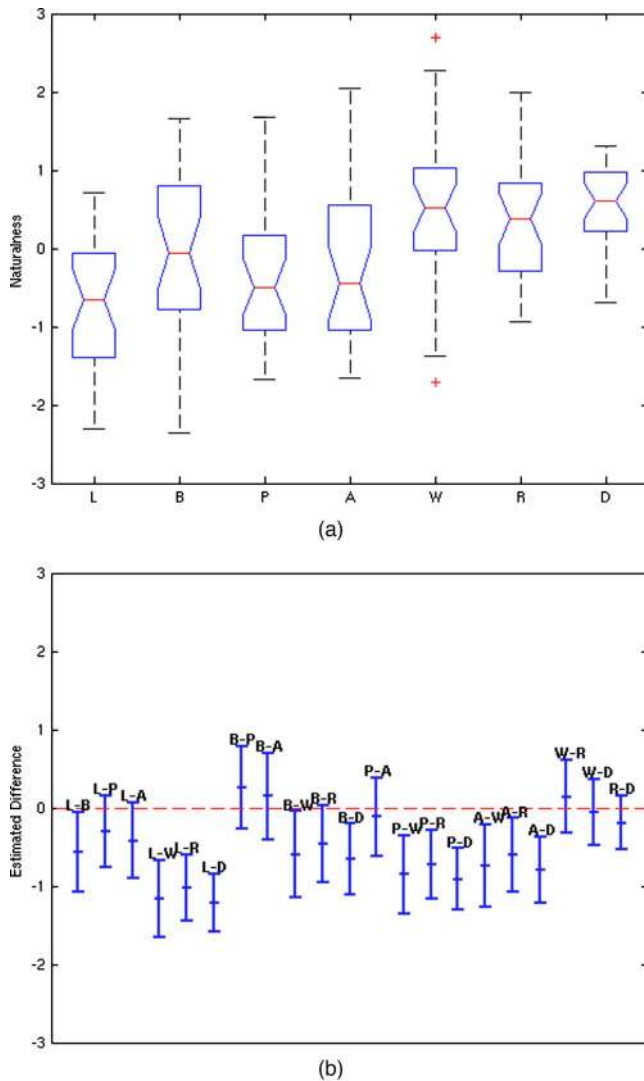 3
2
1
0
-1
-2
-3
Naturalness
L B P A W R D
(a)
3
2
1
0
-1
-2
-3
Estimated Difference
L-B
L-P
L-A
L-W
L-R
L-D
B-P
B-A
B-W
B-R
B-D
P-A
P-W
P-R
P-D
A-W
A-R
A-D
W-R
W-D
R-D
(b)